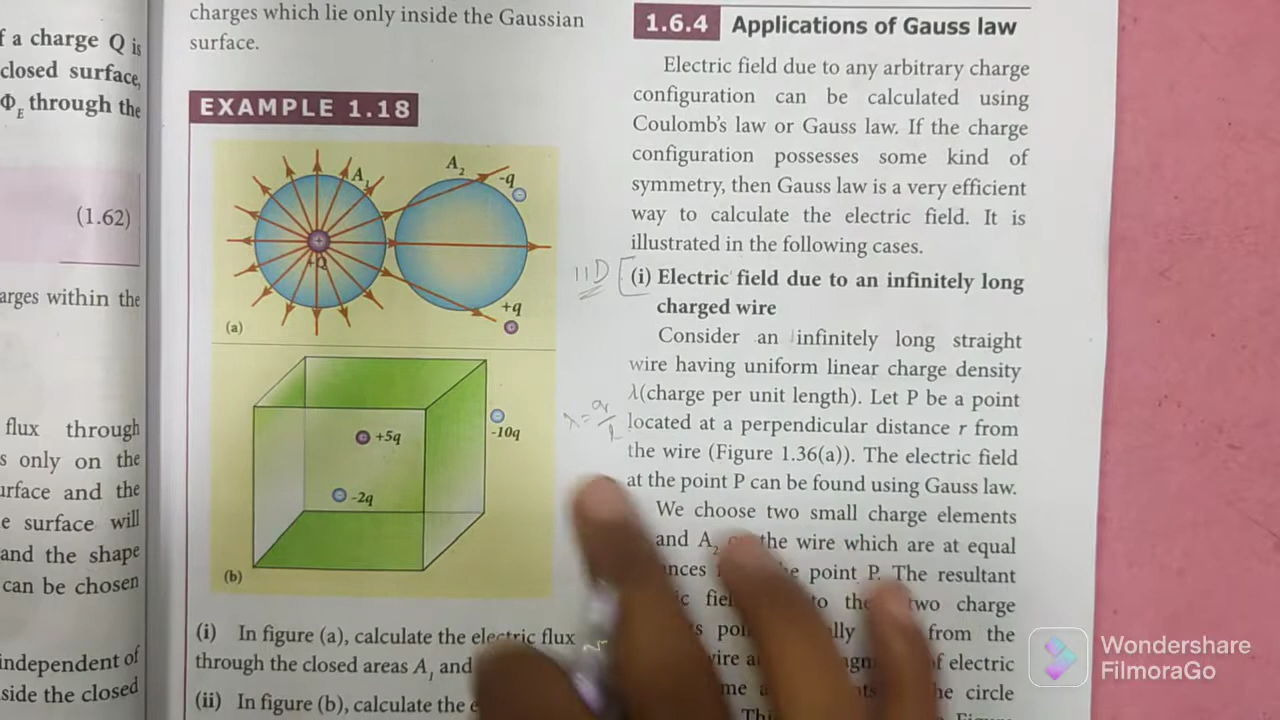 f a charge Q is
closed surface,
Φ_E through the
(1.62)
arges within the
flux through
s only on the
urface and the
e surface will
and the shape
can be chosen
independent of
side the closed
charges which lie only inside the Gaussian
surface.
EXAMPLE 1.18
A₁
A₂
-q
+
+Q
+q
(a)
+5q
-10q
-2q
(b)
(i) In figure (a), calculate the electric flux
through the closed areas A₁ and
(ii) In figure (b), calculate the
1.6.4 Applications of Gauss law
Electric field due to any arbitrary charge
configuration can be calculated using
Coulomb's law or Gauss law. If the charge
configuration possesses some kind of
symmetry, then Gauss law is a very efficient
way to calculate the electric field. It is
illustrated in the following cases.
(i) Electric field due to an infinitely long
charged wire
Consider an infinitely long straight
wire having uniform linear charge density
λ(charge per unit length). Let P be a point
located at a perpendicular distance r from
the wire (Figure 1.36(a)). The electric field
at the point P can be found using Gauss law.
We choose two small charge elements
and A₂ the wire which are at equal
point P. The resultant
to the two charge
from the
of electric
circle
Wondershare
FilmoraGo